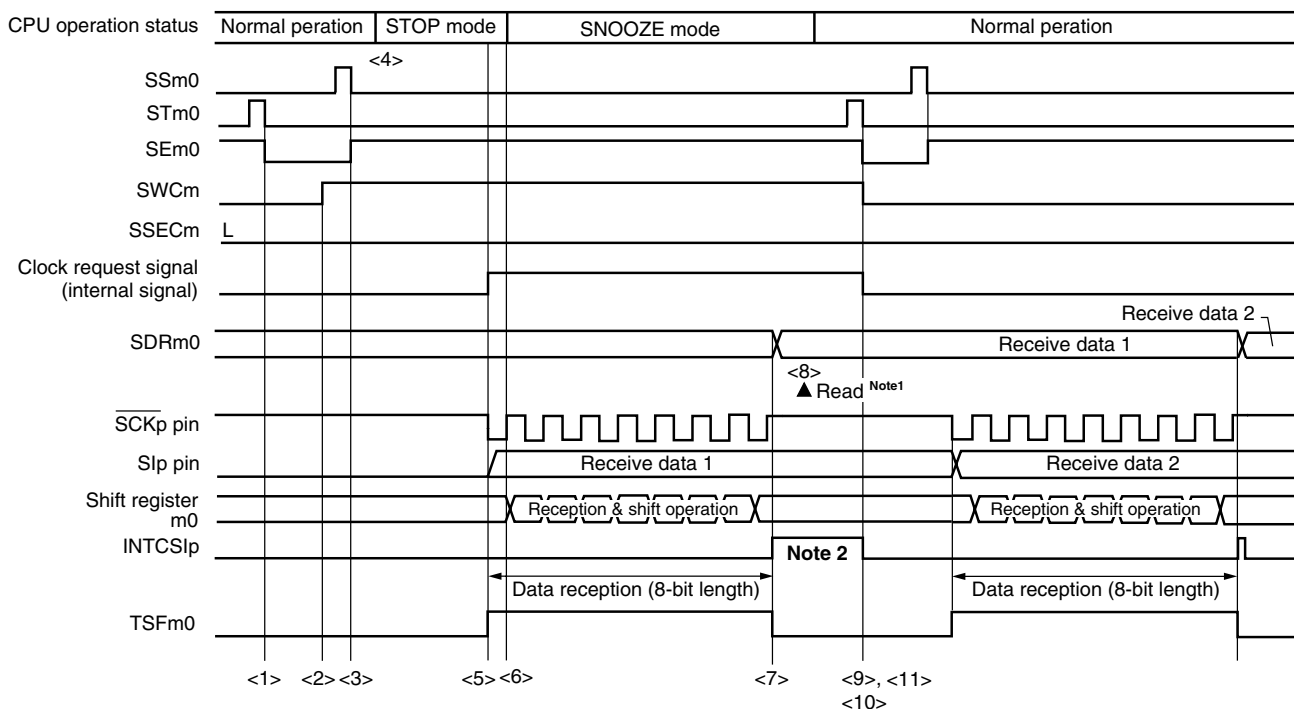 CPU operation status Normal peration STOP mode SNOOZE mode Normal peration
<4>
SSm0
STm0
SEm0
SWCm
SSECm L
Clock request signal
(internal signal)
Receive data 2
SDRm0 Receive data 1
<8>
▲ Read Note1
SCKp pin
SIp pin Receive data 1 Receive data 2
Shift register
m0 Reception & shift operation Reception & shift operation
INTCSIp Note 2
Data reception (8-bit length) Data reception (8-bit length)
TSFm0
<1> <2> <3> <5> <6> <7> <9>, <11>
<10>